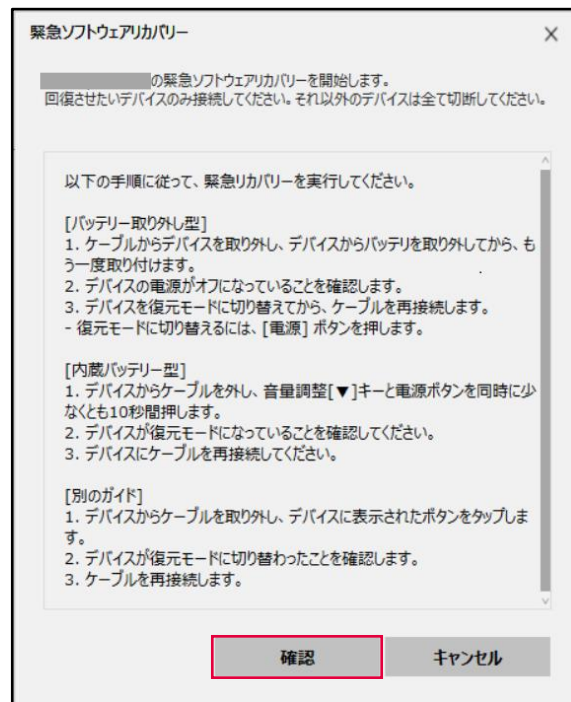 緊急ソフトウェアリカバリー
の緊急ソフトウェアリカバリーを開始します。
回復させたいデバイスのみ接続してください。それ以外のデバイスは全て切断してください。
以下の手順に従って、緊急リカバリーを実行してください。
[バッテリー取り外し型]
1. ケーブルからデバイスを取り外し、デバイスからバッテリを取り外してから、も
う一度取り付けます。
2. デバイスの電源がオフになっていることを確認します。
3. デバイスを復元モードに切り替えてから、ケーブルを再接続します。
- 復元モードに切り替えるには、[電源] ボタンを押します。
[内蔵バッテリー型]
1. デバイスからケーブルを外し、音量調整[▼]キーと電源ボタンを同時に少
なくとも10秒間押します。
2. デバイスが復元モードになっていることを確認してください。
3. デバイスにケーブルを再接続してください。
[別のガイド]
1. デバイスからケーブルを取り外し、デバイスに表示されたボタンをタップしま
す。
2. デバイスが復元モードに切り替わったことを確認します。
3. ケーブルを再接続します。
確認
キャンセル